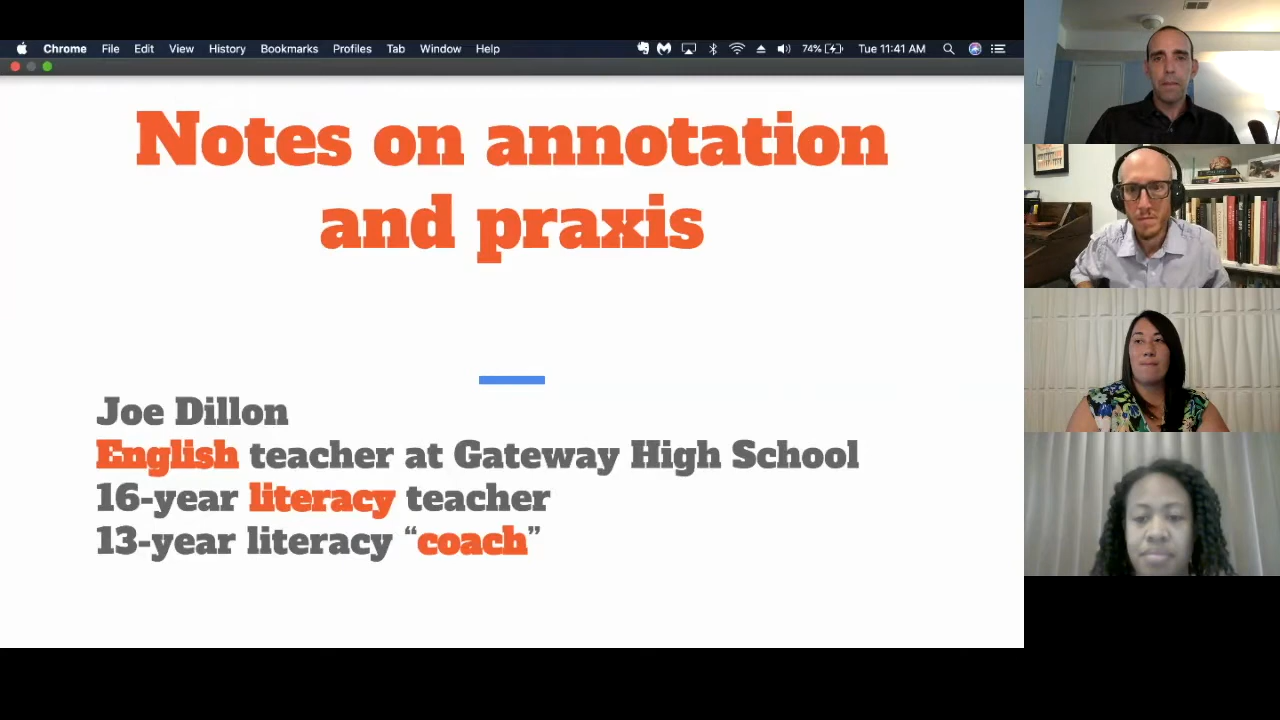 Chrome File Edit View History Bookmarks Profiles Tab Window Help 74% Tue 11:41 AM
Notes on annotation
and praxis
Joe Dillon
English teacher at Gateway High School
16-year literacy teacher
13-year literacy “coach”